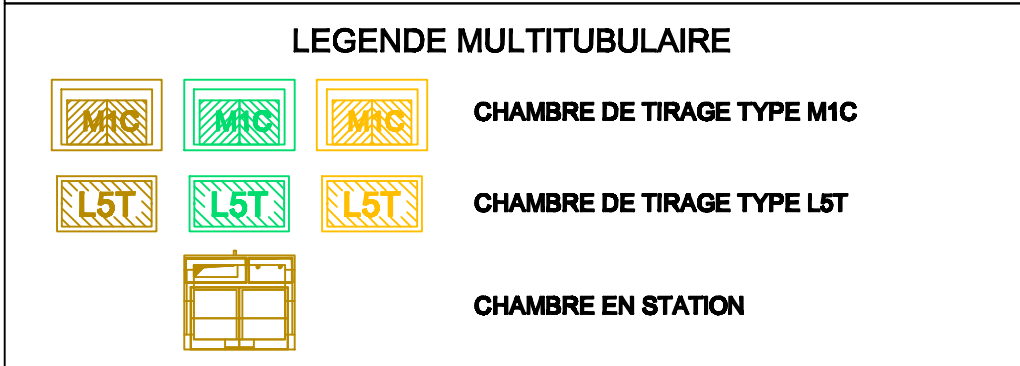 LEGENDE MULTITUBULAIRE
M1C M1C M1C CHAMBRE DE TIRAGE TYPE M1C
L5T L5T L5T CHAMBRE DE TIRAGE TYPE L5T
CHAMBRE EN STATION